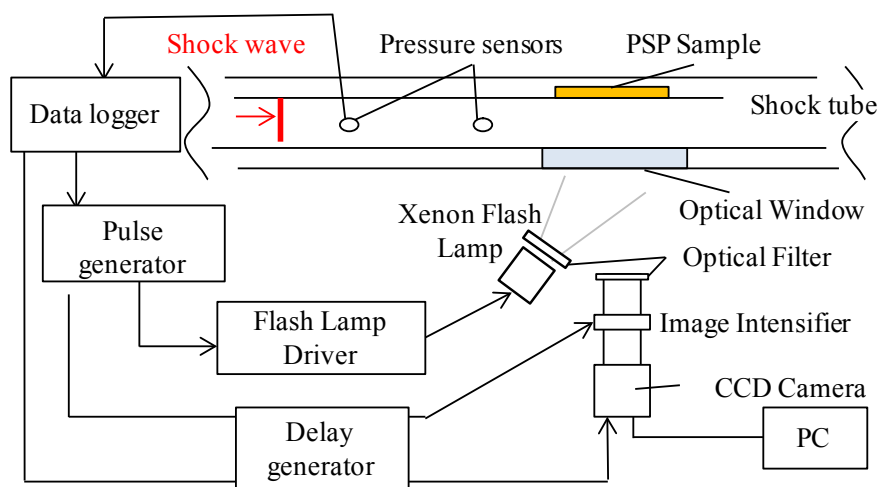 Shock wave
Pressure sensors
PSP Sample
Data logger
Shock tube
Pulse
generator
Xenon Flash
Lamp
Optical Window
Optical Filter
Flash Lamp
Driver
Image Intensifier
CCD Camera
Delay
generator
PC